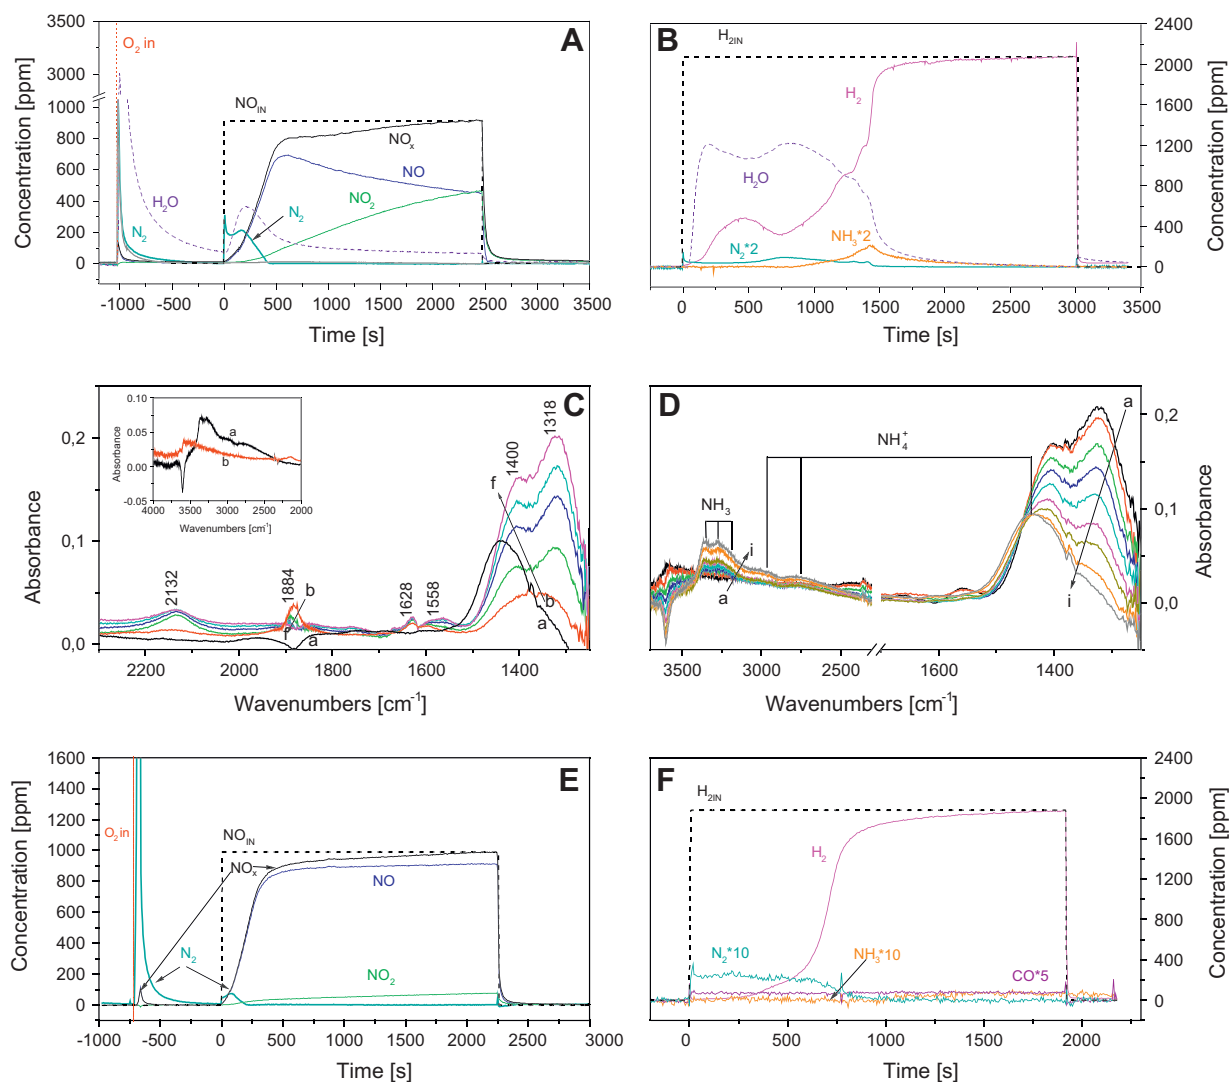 A
3500
3000
1000
800
600
400
200
0
Concentration [ppm]
O₂ in
NO_IN
NOₓ
NO
NO₂
H₂O
N₂
N₂
-1000 -500 0 500 1000 1500 2000 2500 3000 3500
Time [s]
B
H_2IN
H₂
H₂O
N₂*2
NH₃*2
2400
2000
1600
1200
800
400
0
Concentration [ppm]
0 500 1000 1500 2000 2500 3000 3500
Time [s]
C
0,2
0,1
0,0
Absorbance
0.10
0.05
0.00
-0.05
Absorbance
a
b
4000 3500 3000 2500 2000
Wavenumbers [cm⁻¹]
2132
1884
1628
1558
1400
1318
f
b
a
b
f
a
2200 2000 1800 1600 1400
Wavenumbers [cm⁻¹]
D
NH₄⁺
NH₃
a
i
a
i
0,2
0,1
0,0
Absorbance
3500 3000 2500 1600 1400
Wavenumbers [cm⁻¹]
E
1600
1400
1200
1000
800
600
400
200
0
Concentration [ppm]
O₂ in
NO_IN
NOₓ
NO
N₂
NO₂
-1000 -500 0 500 1000 1500 2000 2500 3000
Time [s]
F
H_2IN
H₂
N₂*10
NH₃*10
CO*5
2400
2000
1600
1200
800
400
0
Concentration [ppm]
0 500 1000 1500 2000
Time [s]